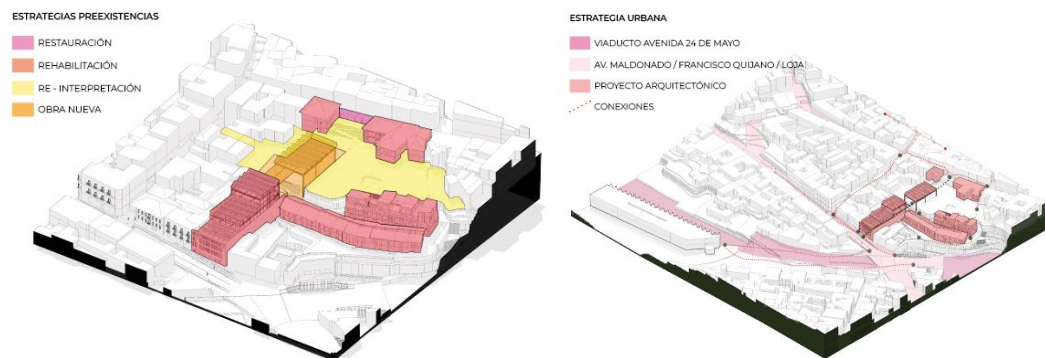 ESTRATEGIAS PREEXISTENCIAS
RESTAURACIÓN
REHABILITACIÓN
RE - INTERPRETACIÓN
OBRA NUEVA
ESTRATEGIA URBANA
VIADUCTO AVENIDA 24 DE MAYO
AV. MALDONADO / FRANCISCO QUIJANO / LOJA
PROYECTO ARQUITECTÓNICO
CONEXIONES